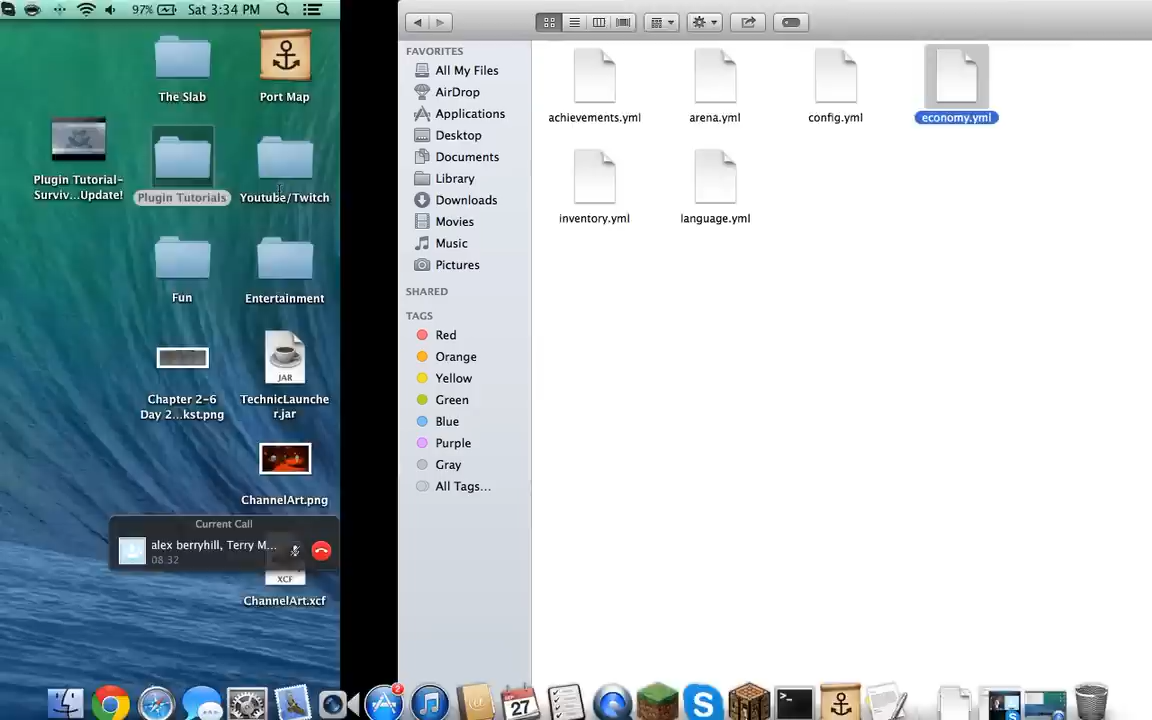 97% Sat 3:34 PM
The Slab
Port Map
Plugin Tutorial-
Surviv...Update!
Plugin Tutorials
Youtube/Twitch
Fun
Entertainment
JAR
Chapter 2-6
Day 2...kst.png
TechnicLaunche
r.jar
ChannelArt.png
Current Call
alex berryhill, Terry M...
08:32
XCF
ChannelArt.xcf
FAVORITES
All My Files
AirDrop
Applications
Desktop
Documents
Library
Downloads
Movies
Music
Pictures
SHARED
TAGS
Red
Orange
Yellow
Green
Blue
Purple
Gray
All Tags...
achievements.yml
arena.yml
config.yml
economy.yml
inventory.yml
language.yml
2
27